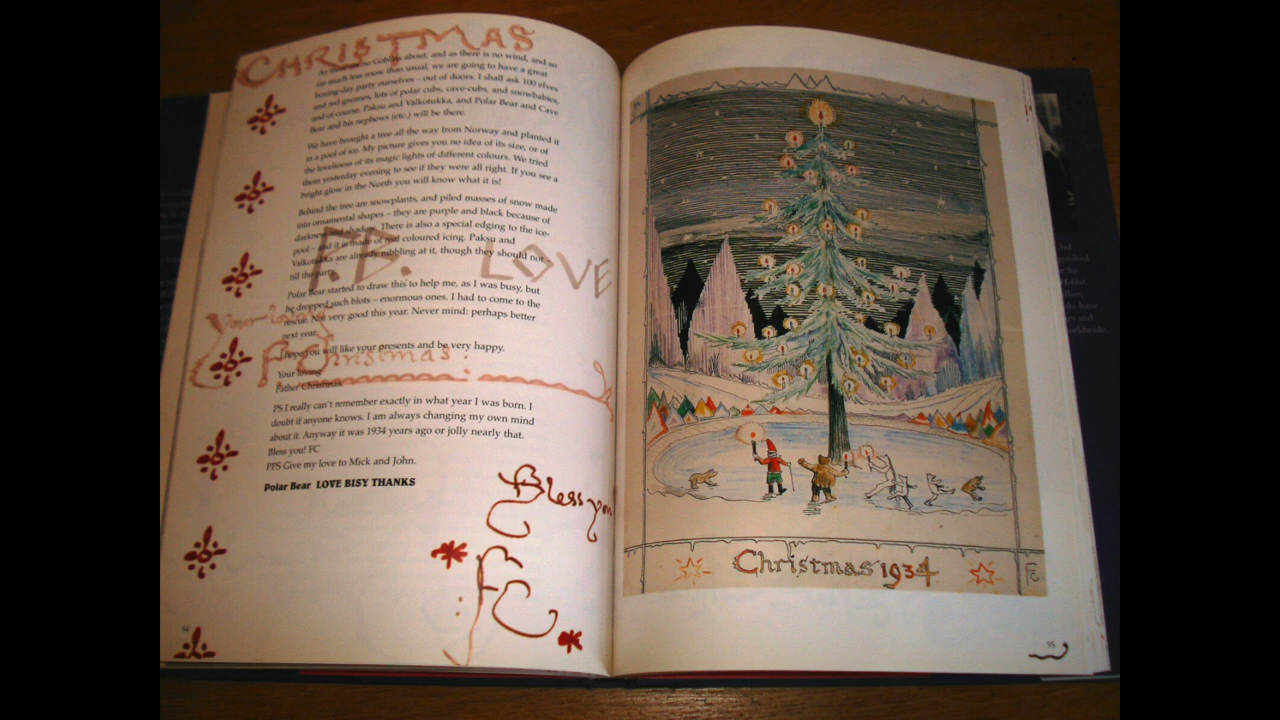 CHRISTMAS
As there are no Goblins about, and as there is no wind, and so
far much less snow than usual, we are going to have a great
boxing-day party ourselves – out of doors. I shall ask 100 elves
and red gnomes, lots of polar cubs, cave-cubs, and snowbabies,
and of course, Paksu and Valkotukka, and Polar Bear and Cave
Bear and his nephews (etc.) will be there.
We have brought a tree all the way from Norway and planted it
in a pool of ice. My picture gives you no idea of its size, or of
the loveliness of its magic lights of different colours. We tried
them yesterday evening to see if they were all right. If you see a
bright glow in the North you will know what it is!
Behind the tree are snowplants, and piled masses of snow made
into ornamental shapes – they are purple and black because of
darkness and shadow. There is also a special edging to the ice-
pool – and it is made of real coloured icing. Paksu and
Valkotukka are already nibbling at it, though they should not –
till the party.
P.B. LOVE
Polar Bear started to draw this to help me, as I was busy, but
he dropped such blots – enormous ones. I had to come to the
rescue. Not very good this year. Never mind: perhaps better
next year.
Your loving
I hope you will like your presents and be very happy.
F Christmas.
Your loving
Father Christmas
PS I really can't remember exactly in what year I was born. I
doubt if anyone knows. I am always changing my own mind
about it. Anyway it was 1934 years ago or jolly nearly that.
Bless you! FC
PPS Give my love to Mick and John.
Polar Bear LOVE BISY THANKS
Bless you
FC
94
Christmas 1934
FC
95